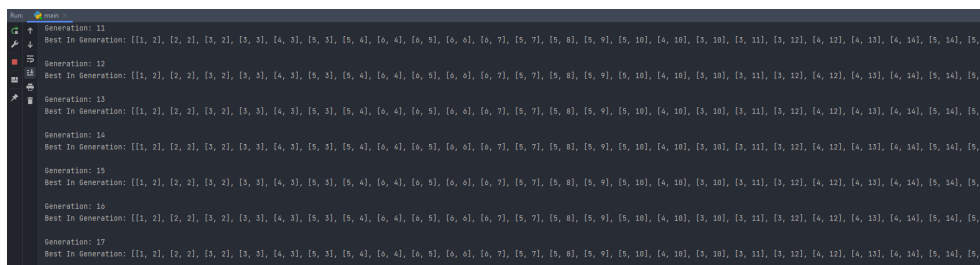 Run: main ×
Generation: 11
Best In Generation: [[1, 2], [2, 2], [3, 2], [3, 3], [4, 3], [5, 3], [5, 4], [6, 4], [6, 5], [6, 6], [6, 7], [5, 7], [5, 8], [5, 9], [5, 10], [4, 10], [3, 10], [3, 11], [3, 12], [4, 12], [4, 13], [4, 14], [5, 14], [5,
Generation: 12
Best In Generation: [[1, 2], [2, 2], [3, 2], [3, 3], [4, 3], [5, 3], [5, 4], [6, 4], [6, 5], [6, 6], [6, 7], [5, 7], [5, 8], [5, 9], [5, 10], [4, 10], [3, 10], [3, 11], [3, 12], [4, 12], [4, 13], [4, 14], [5, 14], [5,
Generation: 13
Best In Generation: [[1, 2], [2, 2], [3, 2], [3, 3], [4, 3], [5, 3], [5, 4], [6, 4], [6, 5], [6, 6], [6, 7], [5, 7], [5, 8], [5, 9], [5, 10], [4, 10], [3, 10], [3, 11], [3, 12], [4, 12], [4, 13], [4, 14], [5, 14], [5,
Generation: 14
Best In Generation: [[1, 2], [2, 2], [3, 2], [3, 3], [4, 3], [5, 3], [5, 4], [6, 4], [6, 5], [6, 6], [6, 7], [5, 7], [5, 8], [5, 9], [5, 10], [4, 10], [3, 10], [3, 11], [3, 12], [4, 12], [4, 13], [4, 14], [5, 14], [5,
Generation: 15
Best In Generation: [[1, 2], [2, 2], [3, 2], [3, 3], [4, 3], [5, 3], [5, 4], [6, 4], [6, 5], [6, 6], [6, 7], [5, 7], [5, 8], [5, 9], [5, 10], [4, 10], [3, 10], [3, 11], [3, 12], [4, 12], [4, 13], [4, 14], [5, 14], [5,
Generation: 16
Best In Generation: [[1, 2], [2, 2], [3, 2], [3, 3], [4, 3], [5, 3], [5, 4], [6, 4], [6, 5], [6, 6], [6, 7], [5, 7], [5, 8], [5, 9], [5, 10], [4, 10], [3, 10], [3, 11], [3, 12], [4, 12], [4, 13], [4, 14], [5, 14], [5,
Generation: 17
Best In Generation: [[1, 2], [2, 2], [3, 2], [3, 3], [4, 3], [5, 3], [5, 4], [6, 4], [6, 5], [6, 6], [6, 7], [5, 7], [5, 8], [5, 9], [5, 10], [4, 10], [3, 10], [3, 11], [3, 12], [4, 12], [4, 13], [4, 14], [5, 14], [5,